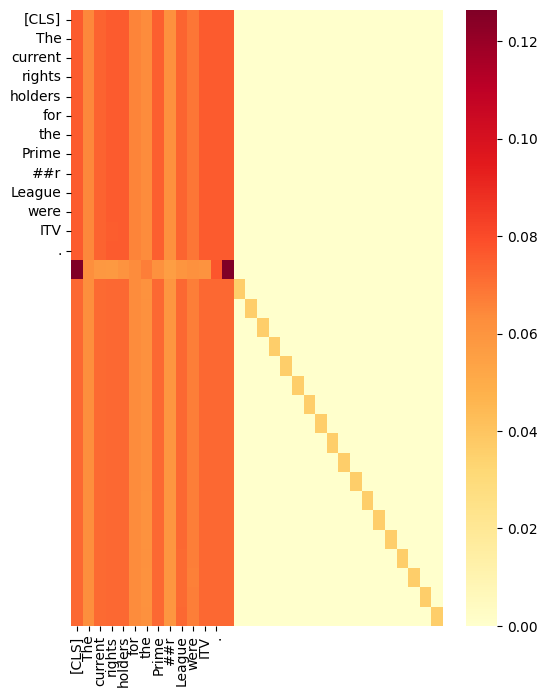 [CLS]
The
current
rights
holders
for
the
Prime
##r
League
were
ITV
.
0.12
0.10
0.08
0.06
0.04
0.02
0.00
[CLS]
The
current
rights
holders
for
the
Prime
##r
League
were
ITV
.